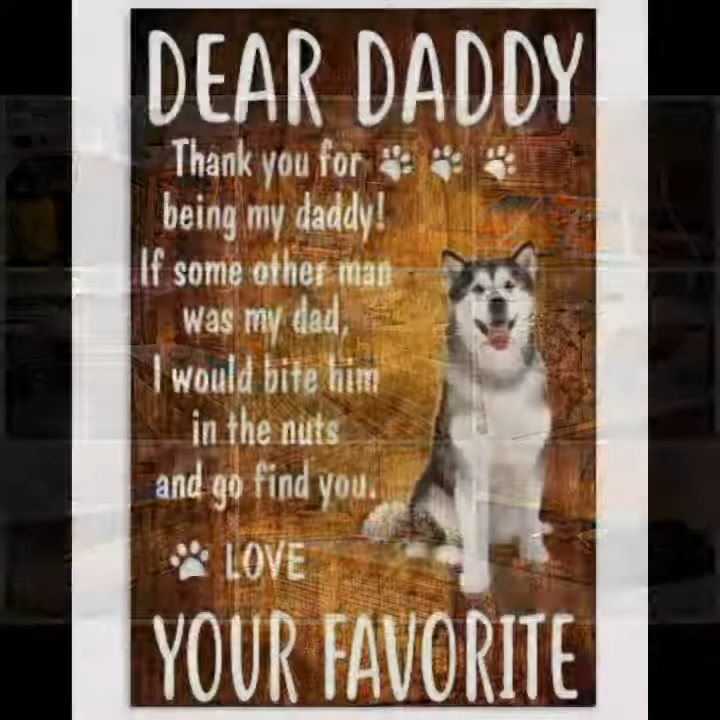 DEAR DADDY
Thank you for
being my daddy!
If some other man
was my dad,
I would bite him
in the nuts
and go find you.
LOVE
YOUR FAVORITE